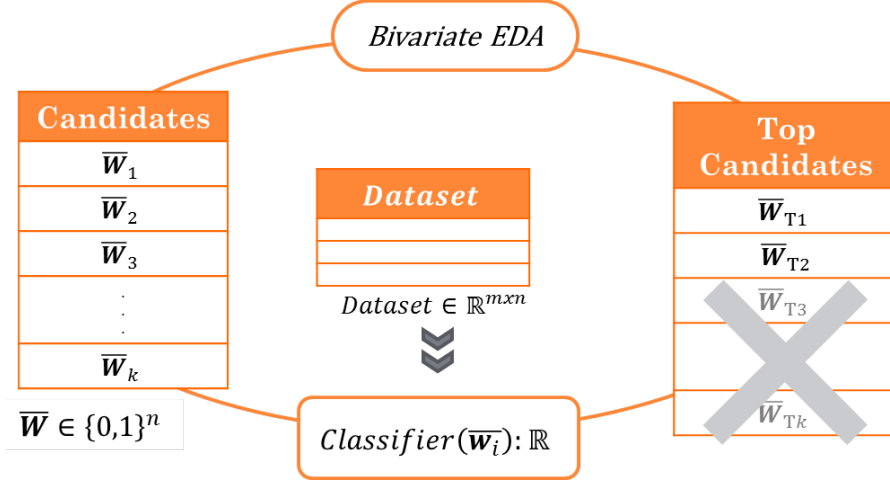 Bivariate EDA
Candidates
W̅₁
W̅₂
W̅₃
.
.
.
W̅ₖ
W̅ ∈ {0,1}ⁿ
Dataset
Dataset ∈ ℝᵐˣⁿ
Classifier(w̅ᵢ): ℝ
Top
Candidates
W̅T1
W̅T2
W̅T3
W̅Tk